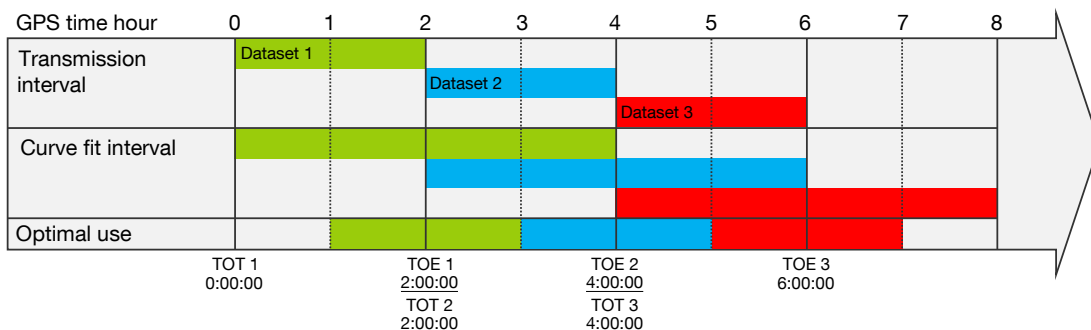 GPS time hour 0 1 2 3 4 5 6 7 8
Transmission
interval
Dataset 1
Dataset 2
Dataset 3
Curve fit interval
Optimal use
TOT 1
0:00:00
TOE 1
2:00:00
TOT 2
2:00:00
TOE 2
4:00:00
TOT 3
4:00:00
TOE 3
6:00:00